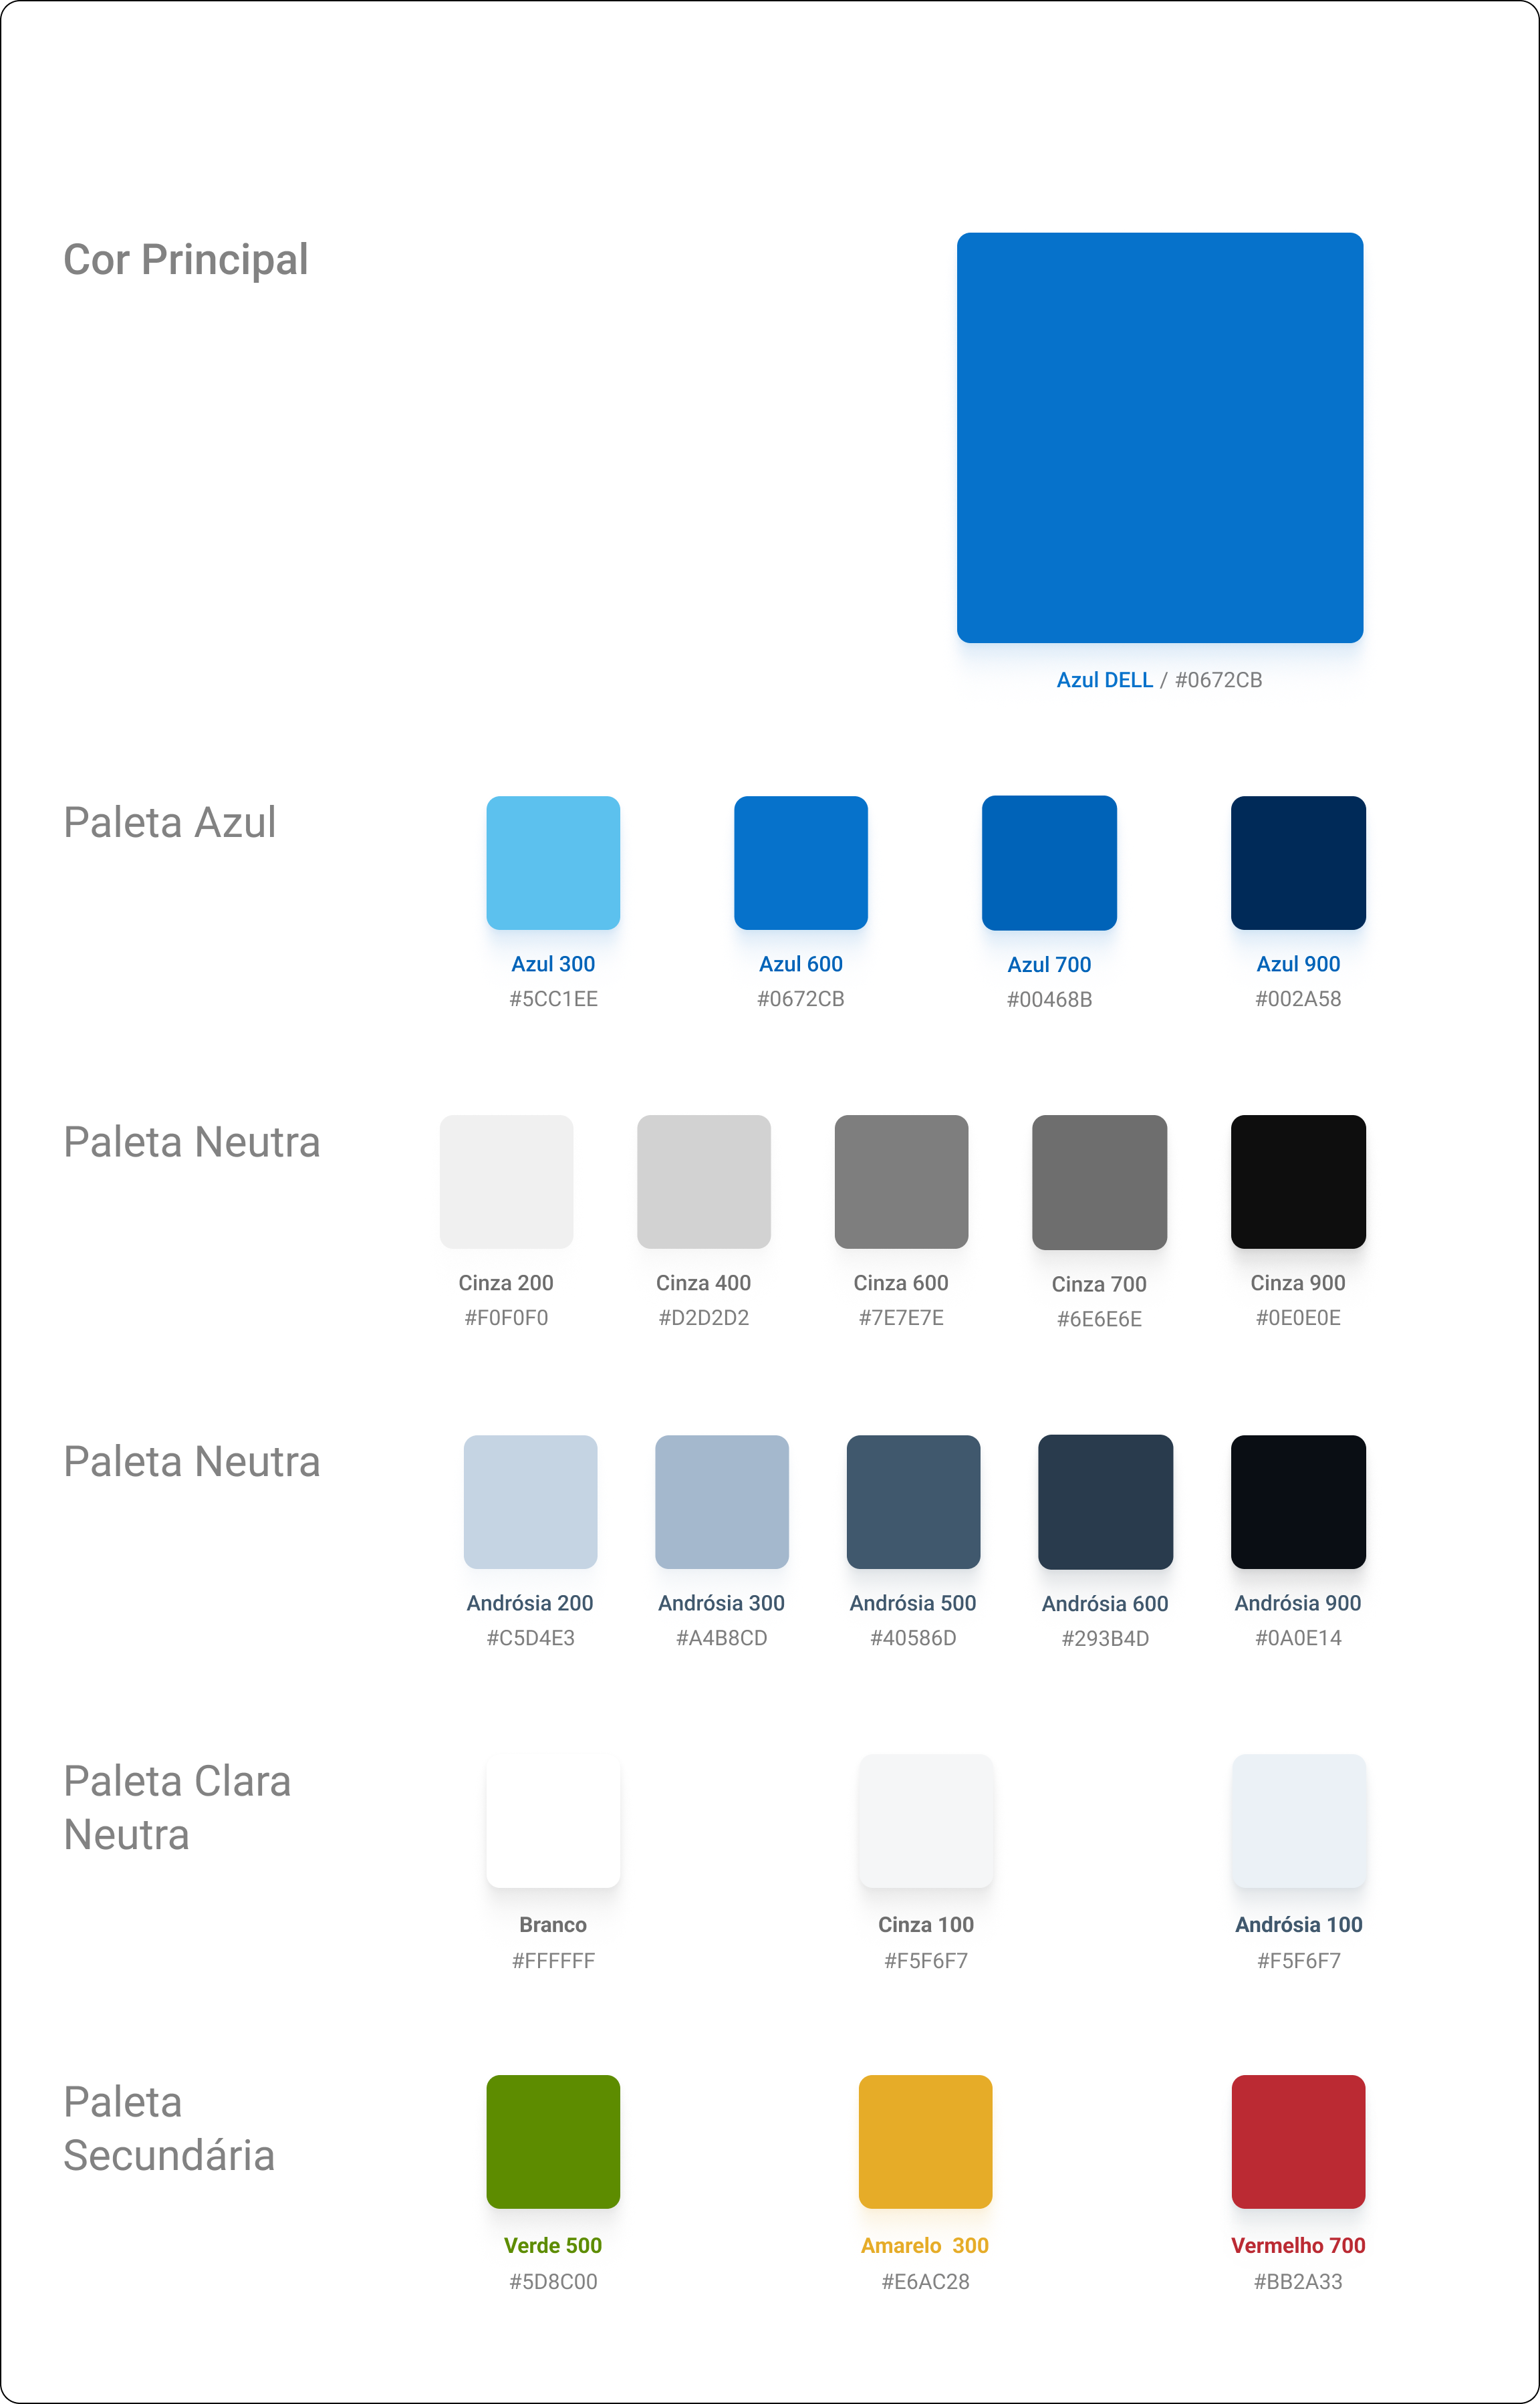 Cor Principal
Azul DELL / #0672CB
Paleta Azul
Azul 300
#5CC1EE
Azul 600
#0672CB
Azul 700
#00468B
Azul 900
#002A58
Paleta Neutra
Cinza 200
#F0F0F0
Cinza 400
#D2D2D2
Cinza 600
#7E7E7E
Cinza 700
#6E6E6E
Cinza 900
#0E0E0E
Paleta Neutra
Andrósia 200
#C5D4E3
Andrósia 300
#A4B8CD
Andrósia 500
#40586D
Andrósia 600
#293B4D
Andrósia 900
#0A0E14
Paleta Clara
Neutra
Branco
#FFFFFF
Cinza 100
#F5F6F7
Andrósia 100
#F5F6F7
Paleta
Secundária
Verde 500
#5D8C00
Amarelo  300
#E6AC28
Vermelho 700
#BB2A33